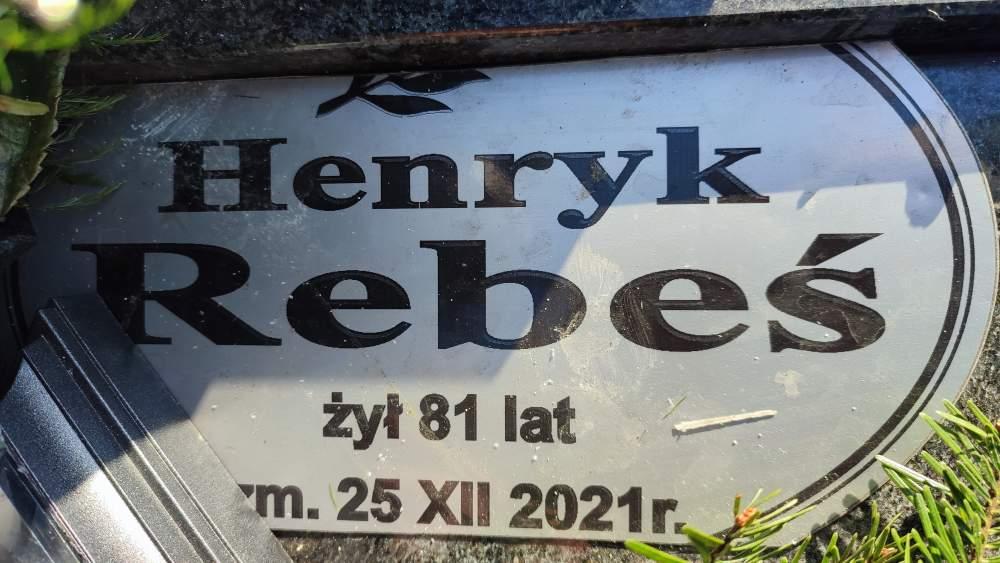 Henryk
Rebeś
żył 81 lat
zm. 25 XII 2021r.